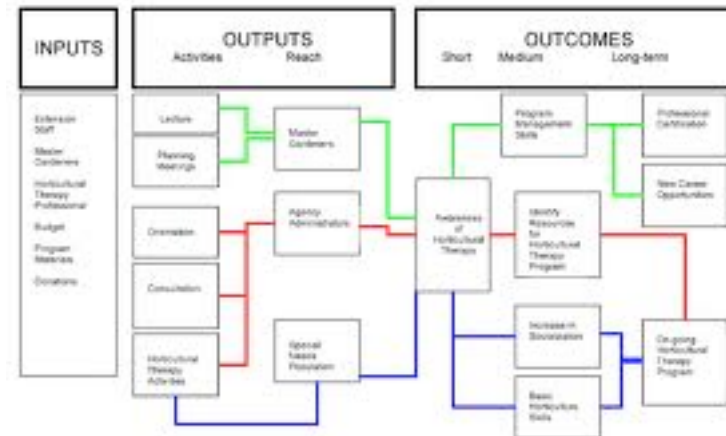 INPUTS
OUTPUTS
Activities Reach
OUTCOMES
Short Medium Long-term
Extension
Staff
Master
Gardeners
Horticultural
Therapy
Professional
Budget
Program
Materials
Donations
Lecture
Planning
Meetings
Orientation
Consultation
Horticultural
Therapy
Activities
Master
Gardeners
Agency
Administrators
Special
Needs
Population
Awareness
of
Horticultural
Therapy
Program
Management
Skills
Identify
Resources
for
Horticultural
Therapy
Program
Increase in
Socialization
Basic
Horticulture
Skills
Professional
Certification
New Career
Opportunities
On-going
Horticultural
Therapy
Program